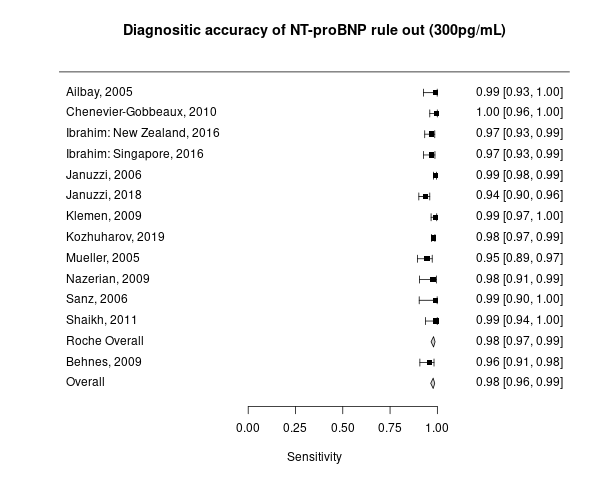 Diagnositic accuracy of NT-proBNP rule out (300pg/mL)
Ailbay, 2005 0.99 [0.93, 1.00]
Chenevier-Gobbeaux, 2010 1.00 [0.96, 1.00]
Ibrahim: New Zealand, 2016 0.97 [0.93, 0.99]
Ibrahim: Singapore, 2016 0.97 [0.93, 0.99]
Januzzi, 2006 0.99 [0.98, 0.99]
Januzzi, 2018 0.94 [0.90, 0.96]
Klemen, 2009 0.99 [0.97, 1.00]
Kozhuharov, 2019 0.98 [0.97, 0.99]
Mueller, 2005 0.95 [0.89, 0.97]
Nazerian, 2009 0.98 [0.91, 0.99]
Sanz, 2006 0.99 [0.90, 1.00]
Shaikh, 2011 0.99 [0.94, 1.00]
Roche Overall 0.98 [0.97, 0.99]
Behnes, 2009 0.96 [0.91, 0.98]
Overall 0.98 [0.96, 0.99]
0.00 0.25 0.50 0.75 1.00
Sensitivity